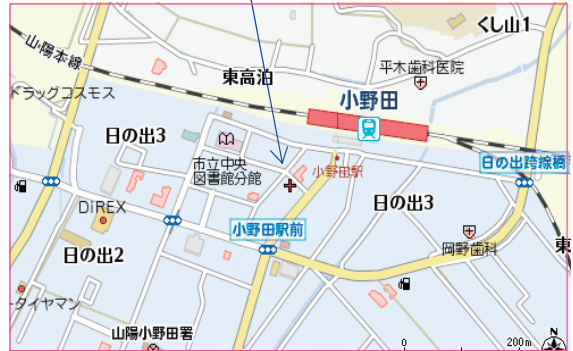 くし山1
山陽本線
東高泊
平木歯科医院
小野田
ドラッグコスモス
日の出3
市立中央
図書館分館
小野田駅
日の出跨線橋
DiREX
小野田駅前
日の出3
日の出2
岡野歯科
東
ータイヤマン
山陽小野田署
0
200m
N